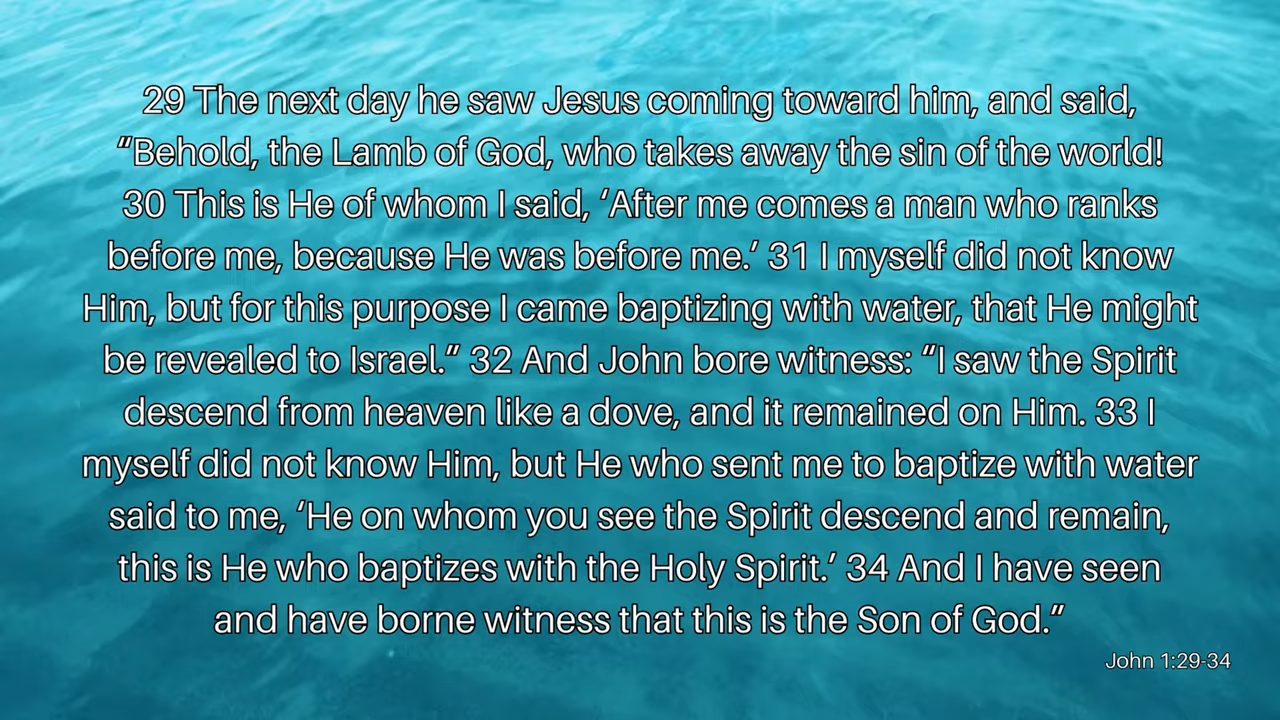 29 The next day he saw Jesus coming toward him, and said,
“Behold, the Lamb of God, who takes away the sin of the world!
30 This is He of whom I said, ‘After me comes a man who ranks
before me, because He was before me.’ 31 I myself did not know
Him, but for this purpose I came baptizing with water, that He might
be revealed to Israel.” 32 And John bore witness: “I saw the Spirit
descend from heaven like a dove, and it remained on Him. 33 I
myself did not know Him, but He who sent me to baptize with water
said to me, ‘He on whom you see the Spirit descend and remain,
this is He who baptizes with the Holy Spirit.’ 34 And I have seen
and have borne witness that this is the Son of God.”
John 1:29-34